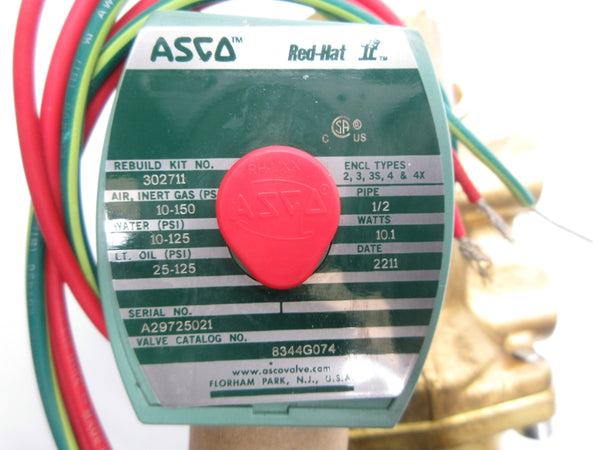 ASCO™ Red-Hat II™
C SA ® US
REBUILD KIT NO. ENCL TYPES
302711 2, 3, 3S, 4 & 4X
AIR, INERT GAS (PS PIPE
10-150 1/2
WATER (PSI) WATTS
10-125 10.1
LT. OIL (PSI) DATE
25-125 2211
ASCO ®
SERIAL NO.
A29725021
VALVE CATALOG NO.
8344G074
www.ascovalve.com
FLORHAM PARK, N.J., U.S.A.